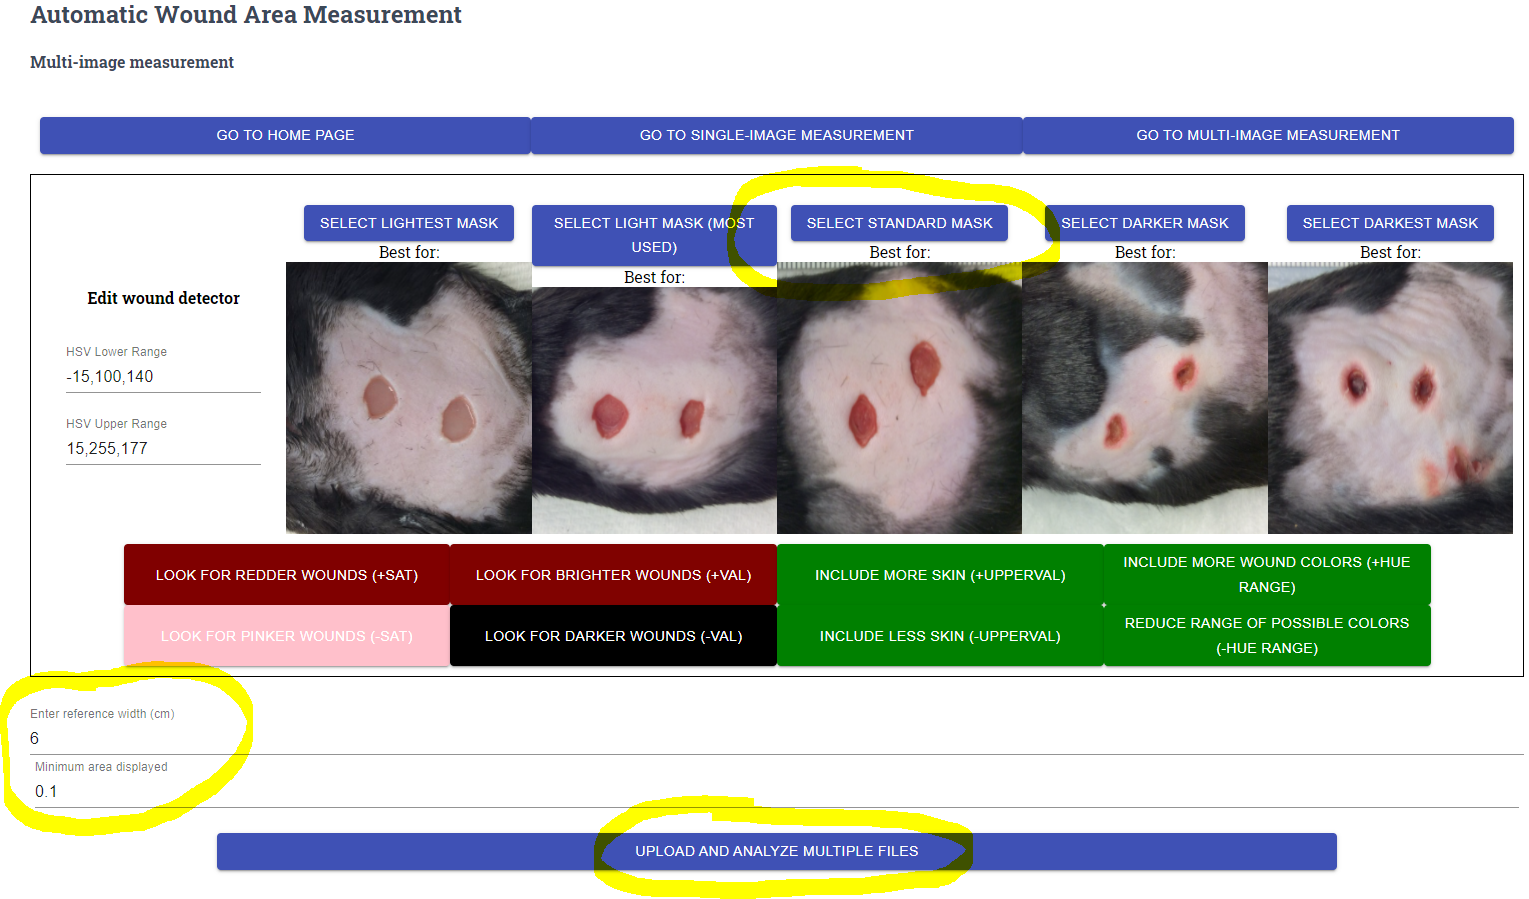 Automatic Wound Area Measurement
Multi-image measurement
GO TO HOME PAGE
GO TO SINGLE-IMAGE MEASUREMENT
GO TO MULTI-IMAGE MEASUREMENT
SELECT LIGHTEST MASK
Best for:
SELECT LIGHT MASK (MOST
USED)
Best for:
SELECT STANDARD MASK
Best for:
SELECT DARKER MASK
Best for:
SELECT DARKEST MASK
Best for:
Edit wound detector
HSV Lower Range
-15,100,140
HSV Upper Range
15,255,177
LOOK FOR REDDER WOUNDS (+SAT)
LOOK FOR BRIGHTER WOUNDS (+VAL)
INCLUDE MORE SKIN (+UPPERVAL)
INCLUDE MORE WOUND COLORS (+HUE
RANGE)
LOOK FOR PINKER WOUNDS (-SAT)
LOOK FOR DARKER WOUNDS (-VAL)
INCLUDE LESS SKIN (-UPPERVAL)
REDUCE RANGE OF POSSIBLE COLORS
(-HUE RANGE)
Enter reference width (cm)
6
Minimum area displayed
0.1
UPLOAD AND ANALYZE MULTIPLE FILES